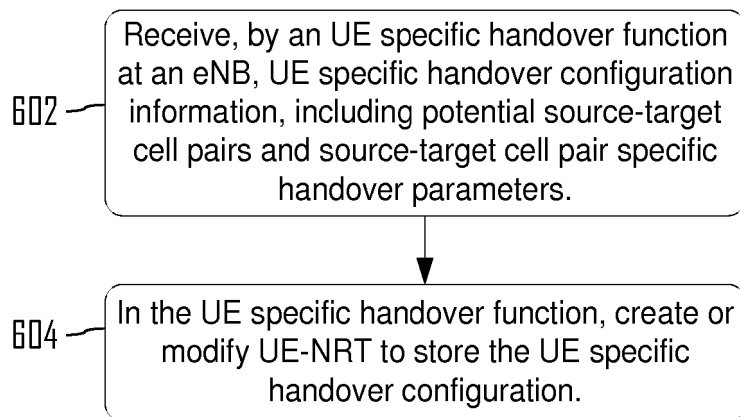 Receive, by an UE specific handover function
at an eNB, UE specific handover configuration
602
information, including potential source-target
cell pairs and source-target cell pair specific
handover parameters.
In the UE specific handover function, create or
604
modify UE-NRT to store the UE specific
handover configuration.